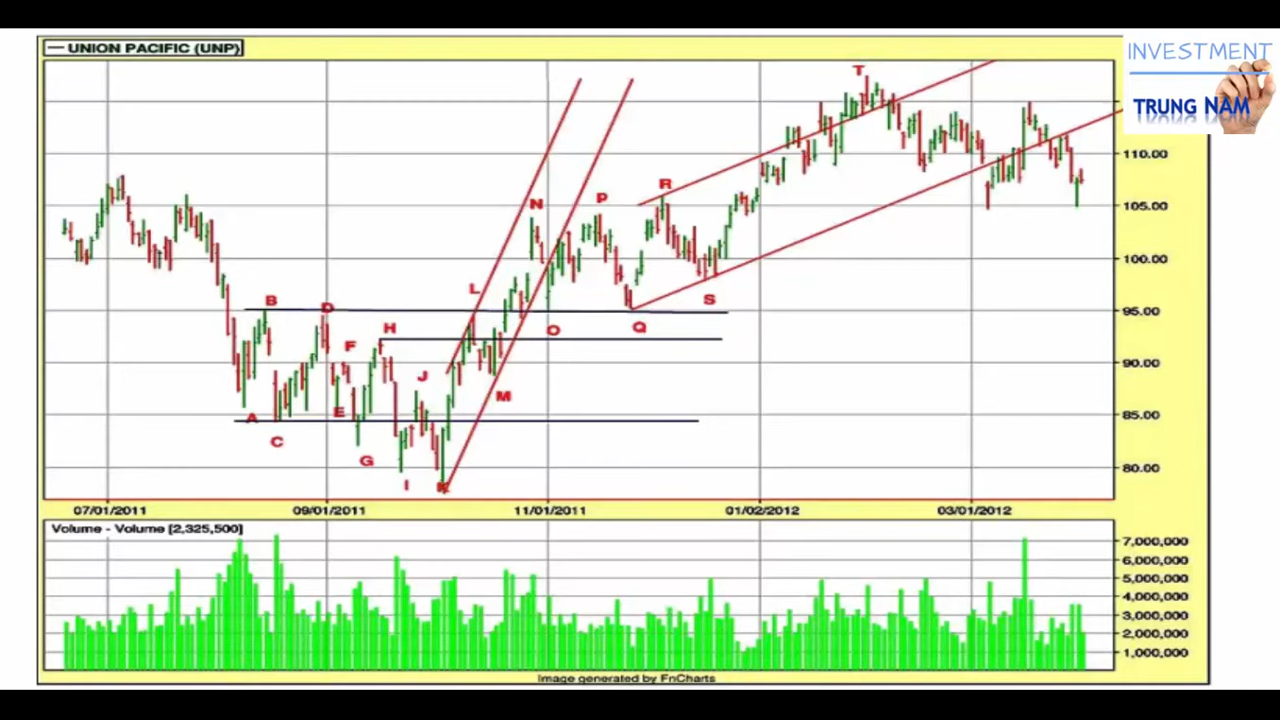 — UNION PACIFIC (UNP)
INVESTMENT
TRUNG NAM
T
110.00
R
P
N
105.00
100.00
L
B
D
S
95.00
H
O
Q
F
90.00
J
M
A
E
85.00
C
G
I
K
80.00
07/01/2011 09/01/2011 11/01/2011 01/02/2012 03/01/2012
Volume - Volume [2,325,500]
7,000,000
6,000,000
5,000,000
4,000,000
3,000,000
2,000,000
1,000,000
Image generated by FnCharts